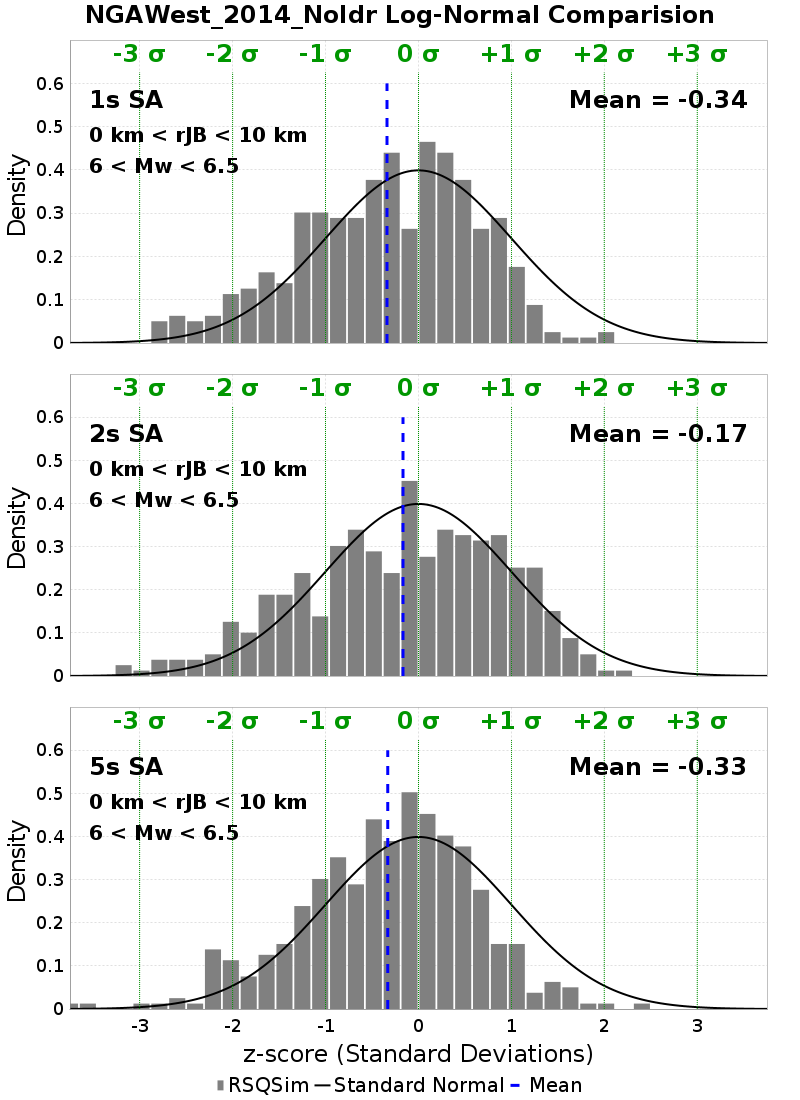 NGAWest_2014_NoIdr Log-Normal Comparision
-3 σ -2 σ -1 σ 0 σ +1 σ +2 σ +3 σ
1s SA Mean = -0.34
0 km < rJB < 10 km
6 < Mw < 6.5
Density
0.6
0.5
0.4
0.3
0.2
0.1
0
-3 σ -2 σ -1 σ 0 σ +1 σ +2 σ +3 σ
2s SA Mean = -0.17
0 km < rJB < 10 km
6 < Mw < 6.5
Density
0.6
0.5
0.4
0.3
0.2
0.1
0
-3 σ -2 σ -1 σ 0 σ +1 σ +2 σ +3 σ
5s SA Mean = -0.33
0 km < rJB < 10 km
6 < Mw < 6.5
Density
0.6
0.5
0.4
0.3
0.2
0.1
0
-3 -2 -1 0 1 2 3
z-score (Standard Deviations)
RSQSim Standard Normal Mean